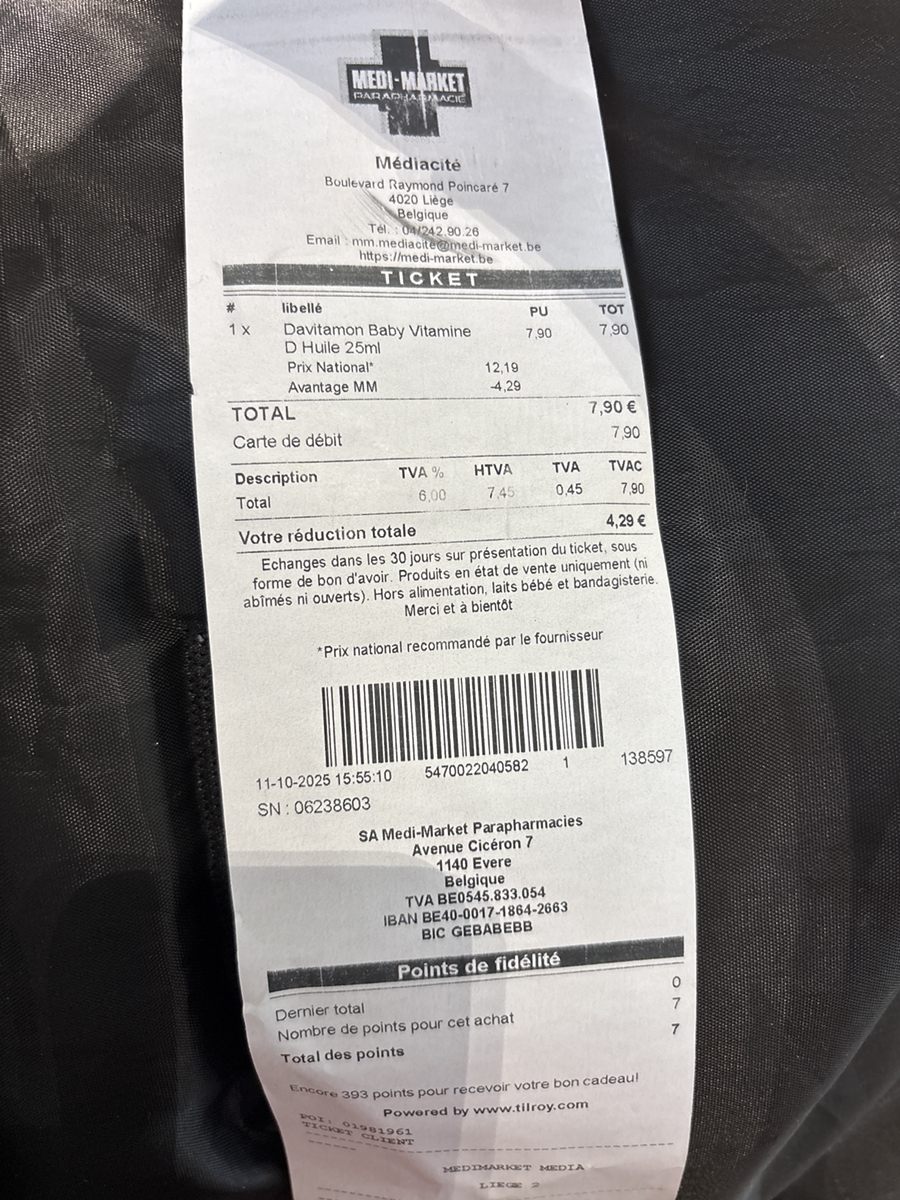 MEDI-MARKET
PARAPHARMACIE
Médiacité
Boulevard Raymond Poincaré 7
4020 Liège
Belgique
Tél. : 04/242.90.26
Email : mm.mediacite@medi-market.be
https://medi-market.be
TICKET
# libellé PU TOT
1 x Davitamon Baby Vitamine 7,90 7,90
D Huile 25ml
Prix National* 12,19
Avantage MM -4,29
TOTAL 7,90 €
Carte de débit 7,90
Description TVA % HTVA TVA TVAC
Total 6,00 7,45 0,45 7,90
Votre réduction totale 4,29 €
Echanges dans les 30 jours sur présentation du ticket, sous
forme de bon d'avoir. Produits en état de vente uniquement (ni
abîmés ni ouverts). Hors alimentation, laits bébé et bandagisterie.
Merci et à bientôt
*Prix national recommandé par le fournisseur
11-10-2025 15:55:10 5470022040582 1 138597
SN : 06238603
SA Medi-Market Parapharmacies
Avenue Cicéron 7
1140 Evere
Belgique
TVA BE0545.833.054
IBAN BE40-0017-1864-2663
BIC GEBABEBB
Points de fidélité
Dernier total 0
Nombre de points pour cet achat 7
Total des points 7
Encore 393 points pour recevoir votre bon cadeau!
Powered by www.tilroy.com
POI: 01981961
TICKET CLIENT
MEDIMARKET MEDIA
LIEGE 2